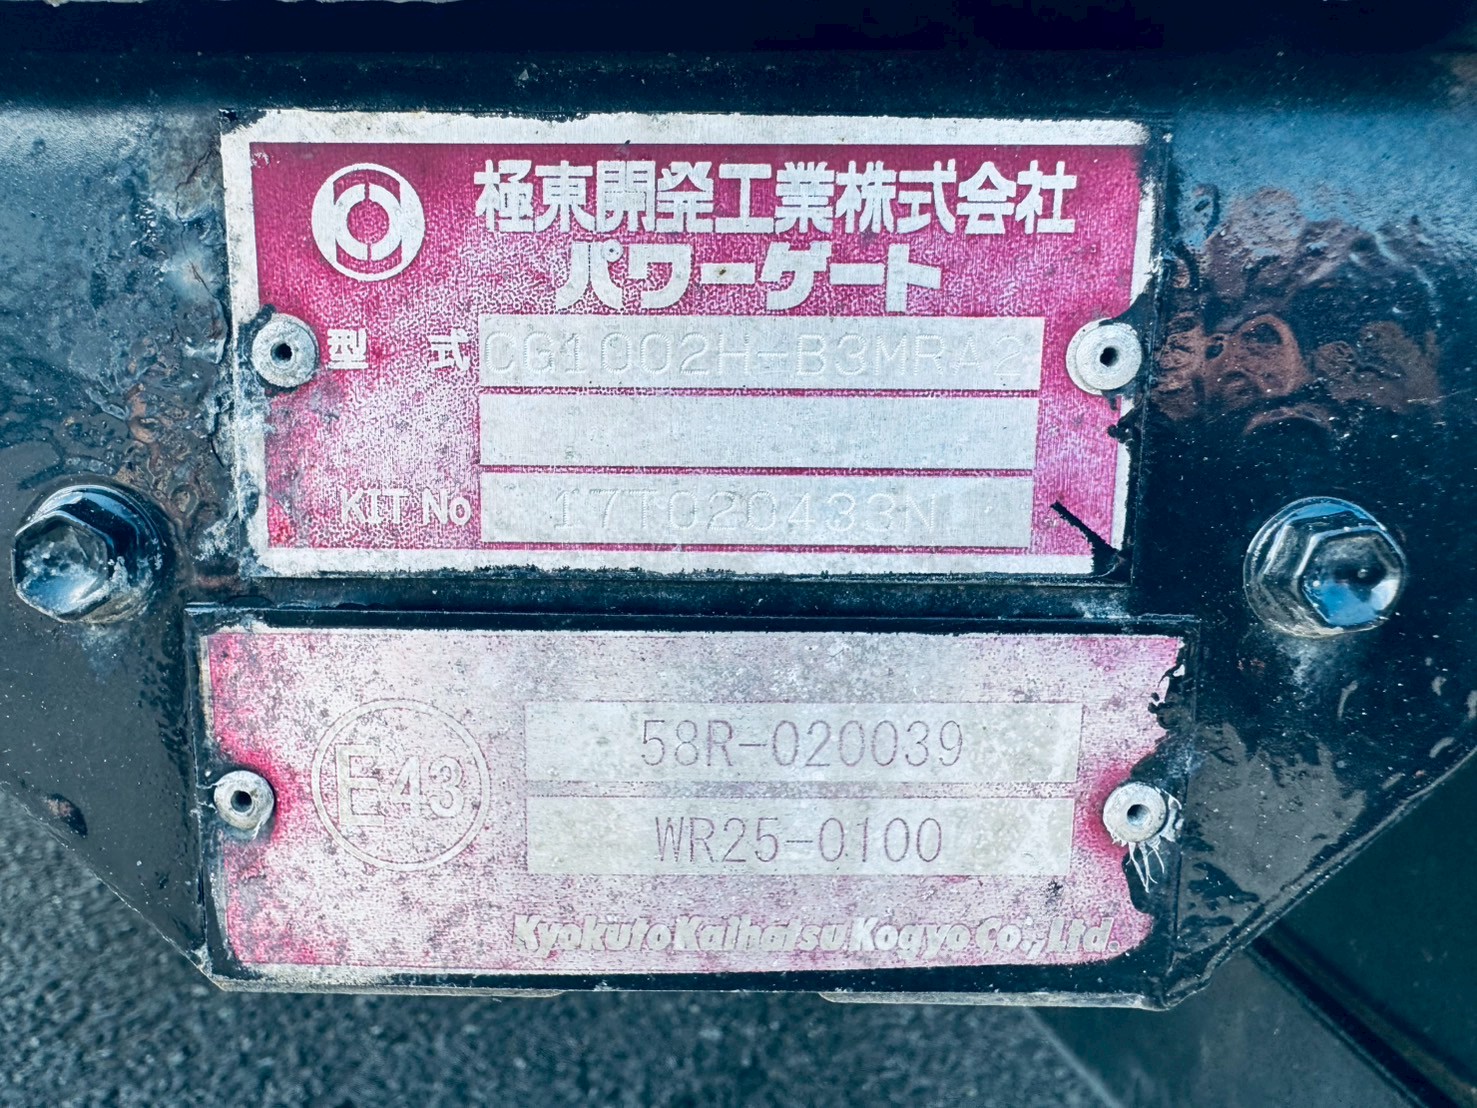 極東開発工業株式会社
パワーゲート
型 式 CG1002H-B3MRA2
KIT No 17T020433N
58R-020039
E43
WR25-0100
Kyokuto Kaihatsu Kogyo Co., Ltd.